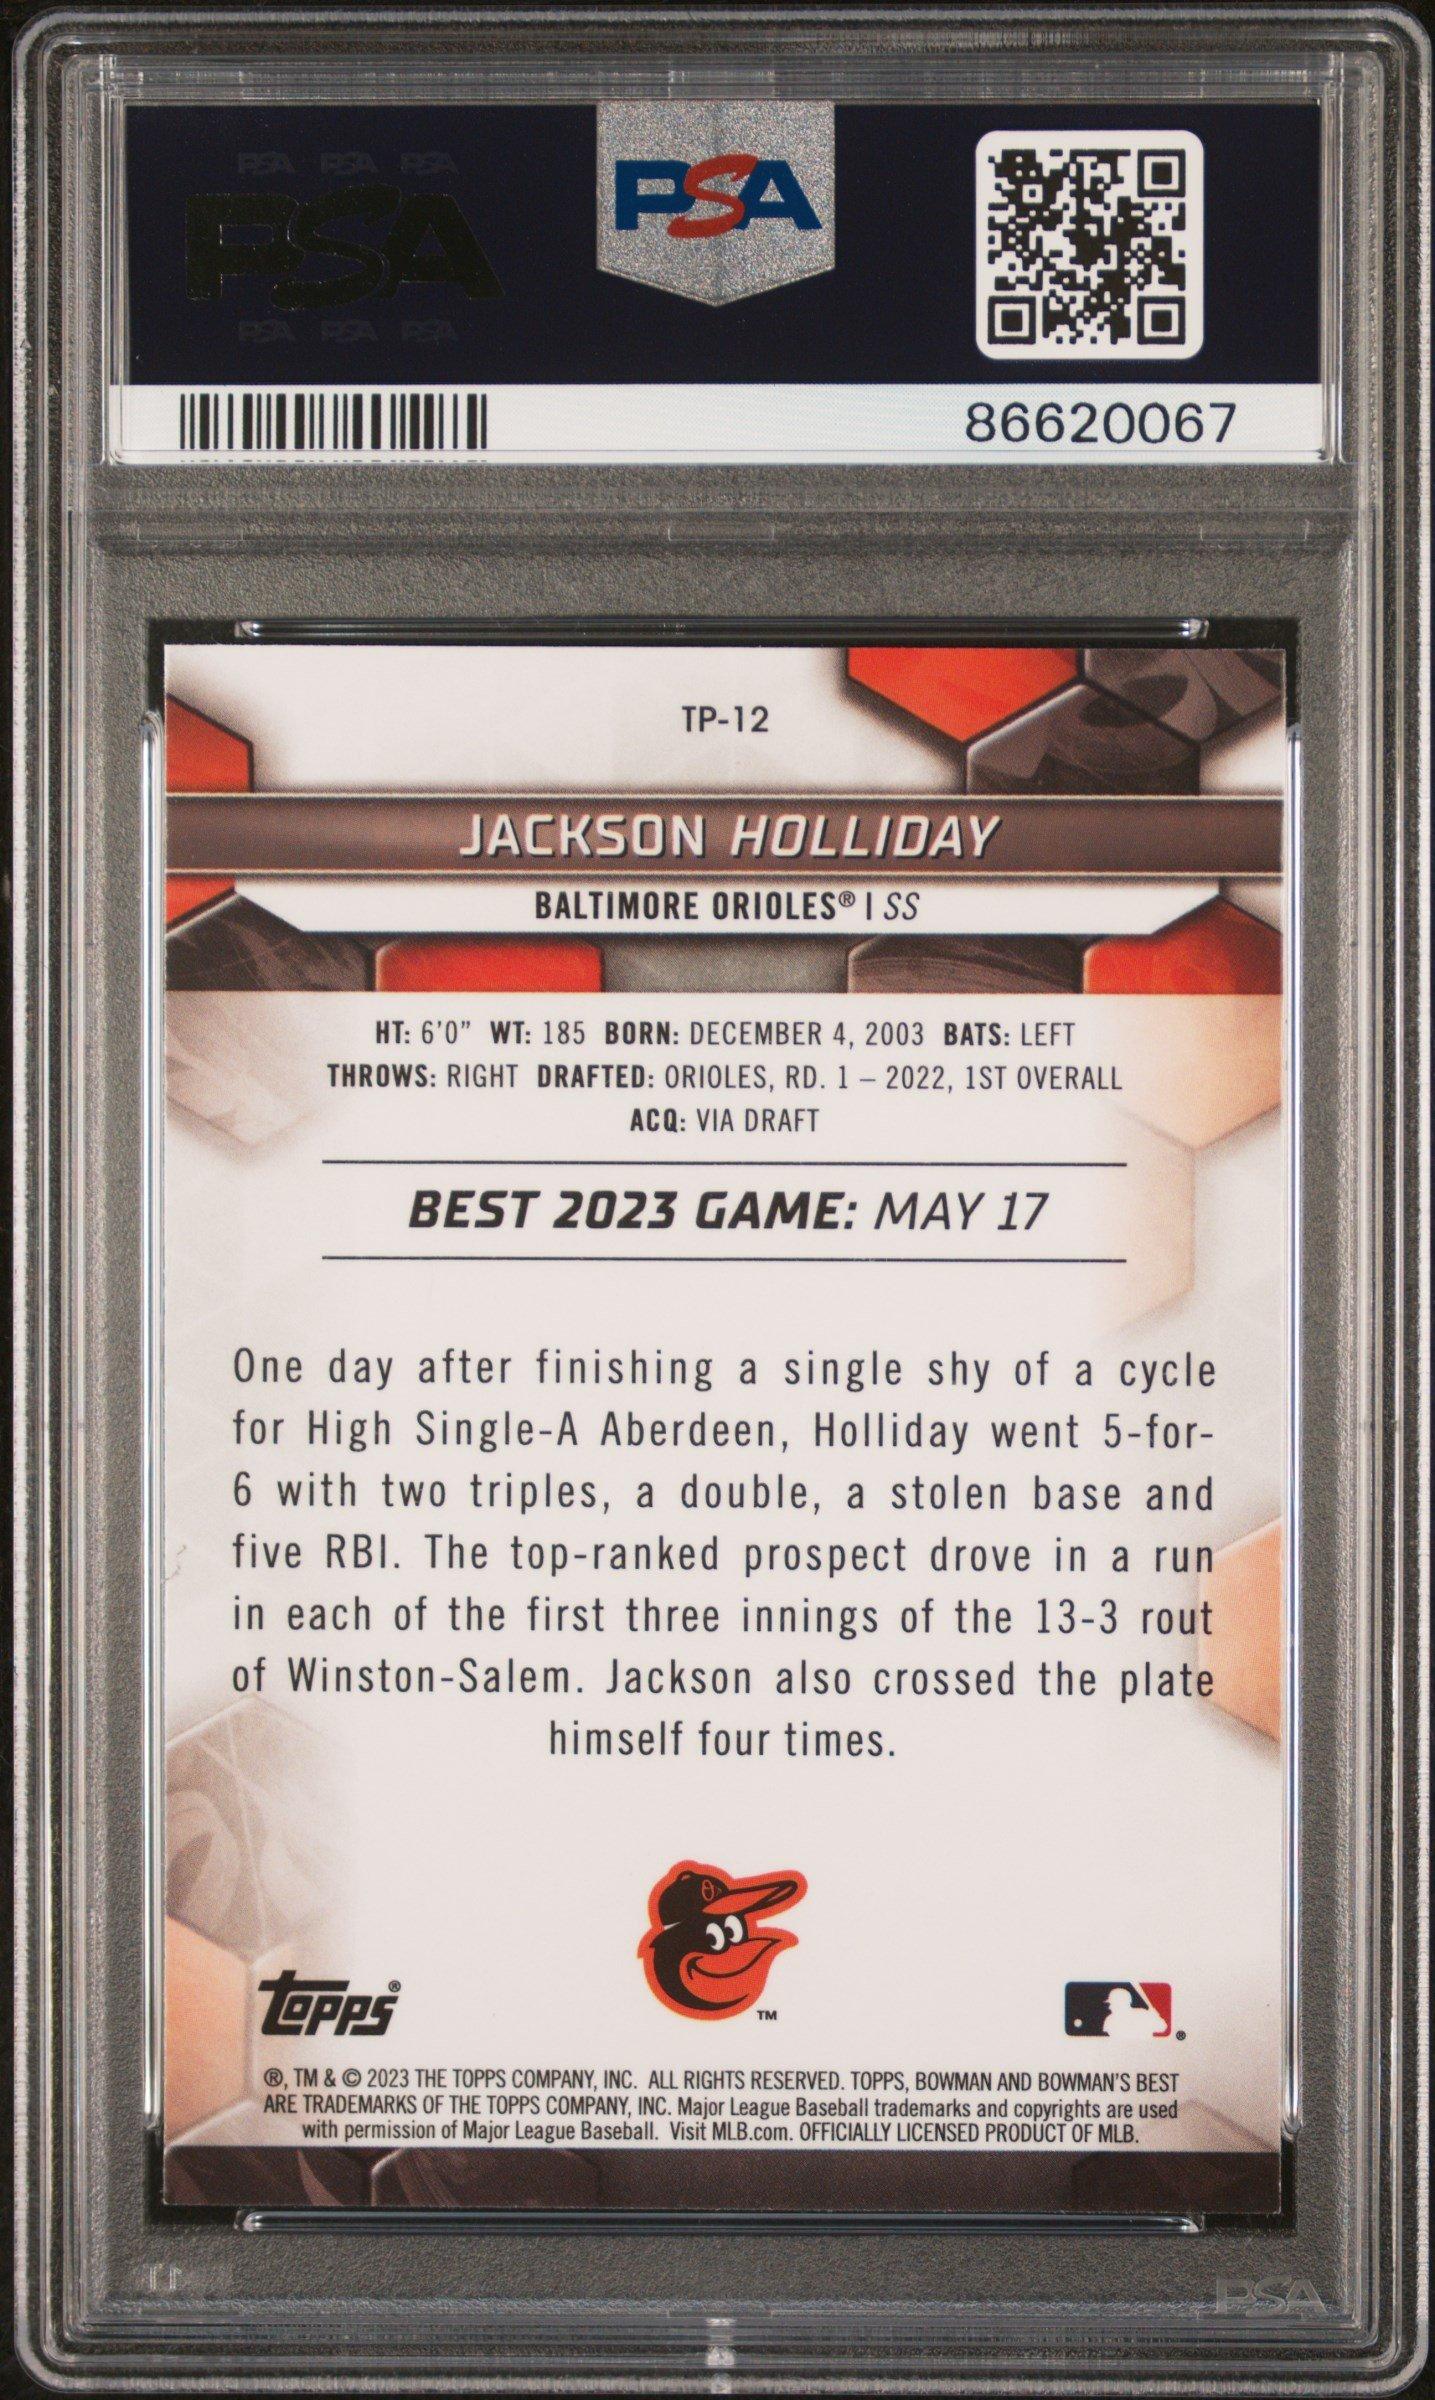 PSA PSA PSA
PSA
PSA PSA PSA
PSA
86620067
TP-12
JACKSON HOLLIDAY
BALTIMORE ORIOLES® | SS
HT: 6'0" WT: 185 BORN: DECEMBER 4, 2003 BATS: LEFT
THROWS: RIGHT DRAFTED: ORIOLES, RD. 1 – 2022, 1ST OVERALL
ACQ: VIA DRAFT
BEST 2023 GAME: MAY 17
One day after finishing a single shy of a cycle
for High Single-A Aberdeen, Holliday went 5-for-
6 with two triples, a double, a stolen base and
five RBI. The top-ranked prospect drove in a run
in each of the first three innings of the 13-3 rout
of Winston-Salem. Jackson also crossed the plate
himself four times.
TM
Topps®
®
®, TM & © 2023 THE TOPPS COMPANY, INC. ALL RIGHTS RESERVED. TOPPS, BOWMAN AND BOWMAN'S BEST
ARE TRADEMARKS OF THE TOPPS COMPANY, INC. Major League Baseball trademarks and copyrights are used
with permission of Major League Baseball. Visit MLB.com. OFFICIALLY LICENSED PRODUCT OF MLB.
PSA